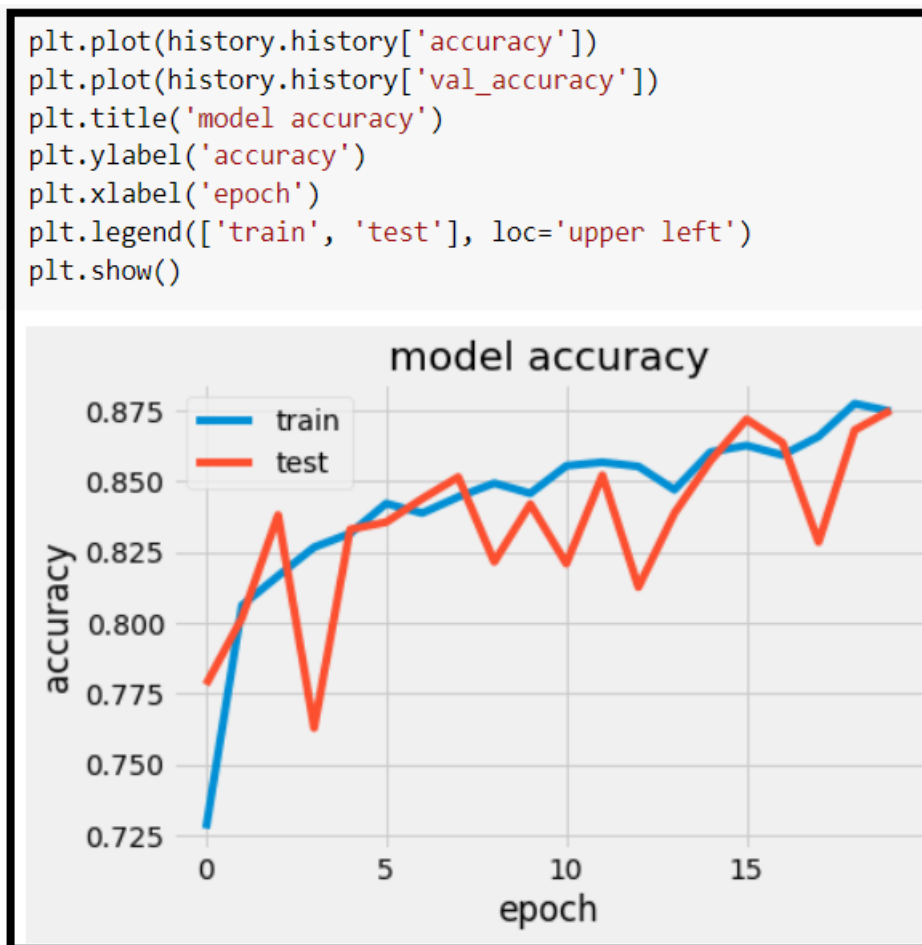 plt.plot(history.history['accuracy'])
plt.plot(history.history['val_accuracy'])
plt.title('model accuracy')
plt.ylabel('accuracy')
plt.xlabel('epoch')
plt.legend(['train', 'test'], loc='upper left')
plt.show()
model accuracy
0.875
train
test
0.850
0.825
0.800
0.775
0.750
0.725
accuracy
0
5
10
15
epoch